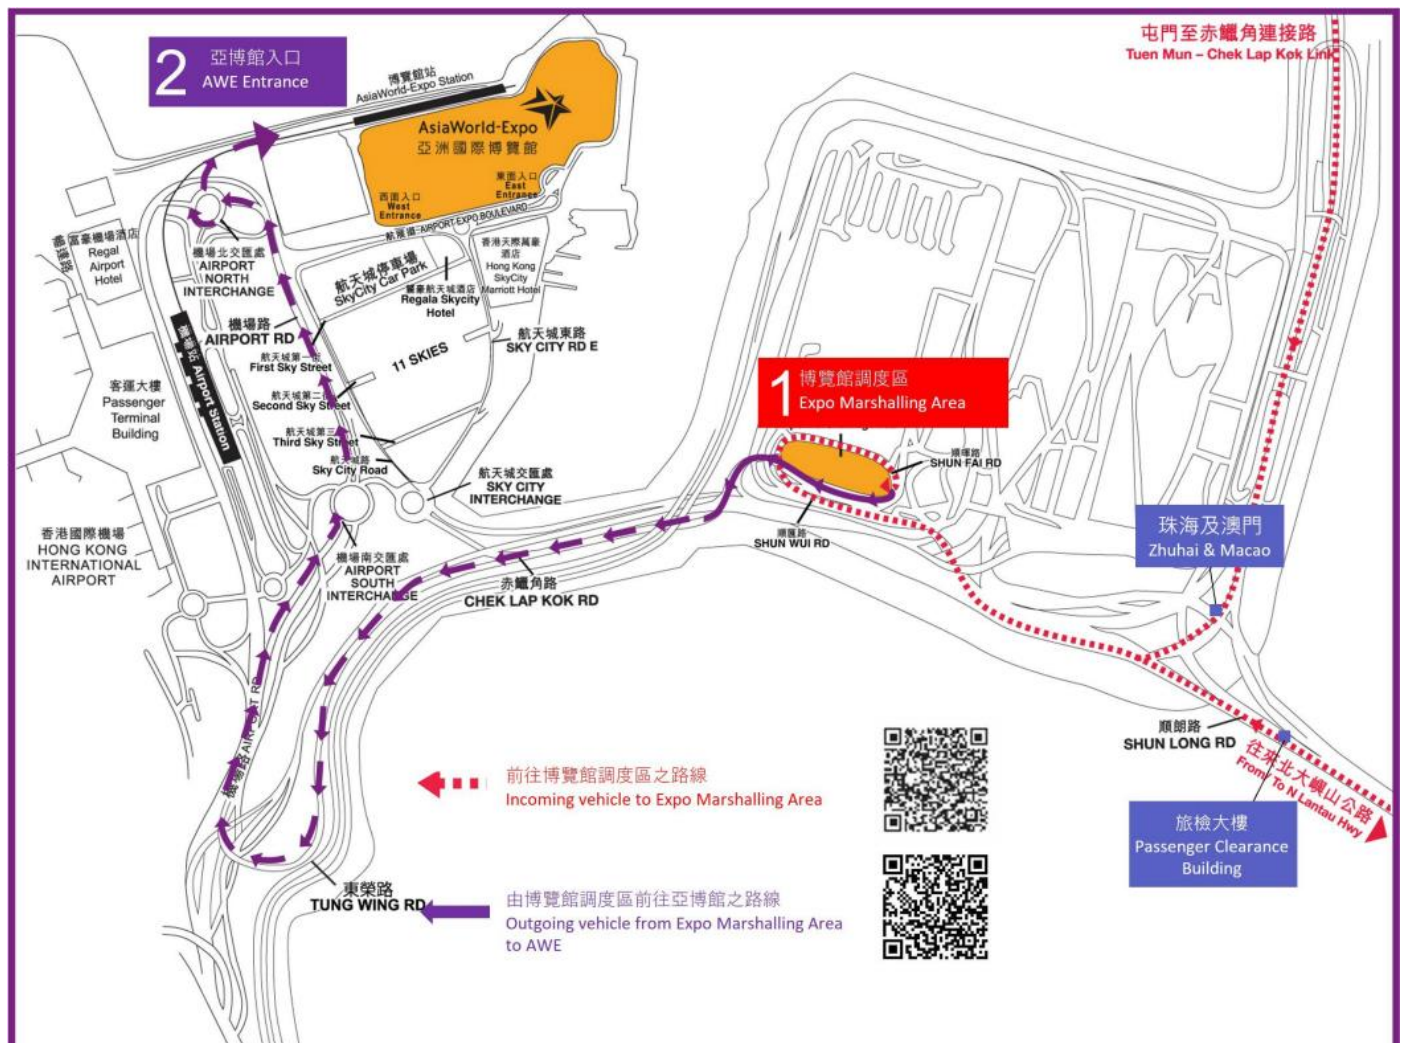 屯門至赤鱲角連接路
Tuen Mun – Chek Lap Kok Link
2
亞博館入口
AWE Entrance
博覽館站
AsiaWorld-Expo Station
AsiaWorld-Expo
亞洲國際博覽館
東面入口
East
Entrance
西面入口
West
Entrance
航展道 AIRPORT EXPO BOULEVARD
暢達路
富豪機場酒店
Regal
Airport
Hotel
機場北交匯處
AIRPORT
NORTH
INTERCHANGE
航天城停車場
SkyCity Car Park
香港天際萬豪
酒店
Hong Kong
SkyCity
Marriott Hotel
麗豪航天城酒店
Regala Skycity
Hotel
機場路
AIRPORT RD
航天城東路
SKY CITY RD E
11 SKIES
機場站 Airport Station
航天城第一街
First Sky Street
航天城第二街
Second Sky Street
航天城第三
Third Sky Street
航天城路
Sky City Road
客運大樓
Passenger
Terminal
Building
1
博覽館調度區
Expo Marshalling Area
順暉路
SHUN FAI RD
航天城交匯處
SKY CITY
INTERCHANGE
順匯路
SHUN WUI RD
珠海及澳門
Zhuhai & Macao
香港國際機場
HONG KONG
INTERNATIONAL
AIRPORT
機場南交匯處
AIRPORT
SOUTH
INTERCHANGE
赤鱲角路
CHEK LAP KOK RD
機場路 AIRPORT RD
順朗路
SHUN LONG RD
往來北大嶼山公路
From/ To N Lantau Hwy
前往博覽館調度區之路線
Incoming vehicle to Expo Marshalling Area
旅檢大樓
Passenger Clearance
Building
東榮路
TUNG WING RD
由博覽館調度區前往亞博館之路線
Outgoing vehicle from Expo Marshalling Area
to AWE